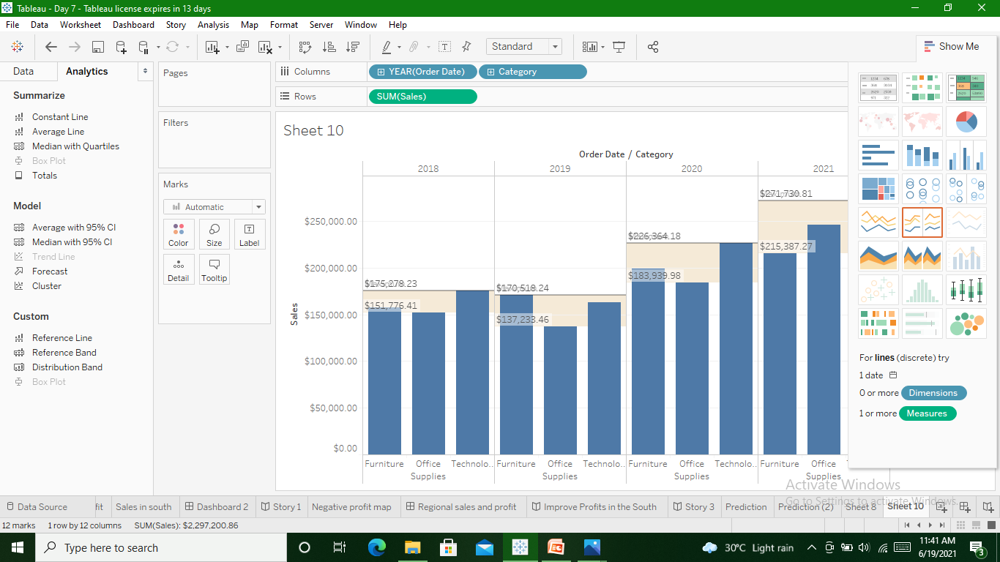 Tableau - Day 7 - Tableau license expires in 13 days
File Data Worksheet Dashboard Story Analysis Map Format Server Window Help
Standard
Show Me
Data Analytics
Pages
Columns YEAR(Order Date) Category
Rows SUM(Sales)
Summarize
Constant Line
Average Line
Median with Quartiles
Box Plot
Totals
Model
Average with 95% CI
Median with 95% CI
Trend Line
Forecast
Cluster
Custom
Reference Line
Reference Band
Distribution Band
Box Plot
Filters
Marks
Automatic
Color Size Label
Detail Tooltip
Sheet 10
Order Date / Category
2018 2019 2020 2021
$271,730.81
$250,000.00
$226,364.18
$215,387.27
$200,000.00
$183,939.98
$175,278.23
$170,518.24
$151,776.41
$150,000.00
$137,233.46
$100,000.00
$50,000.00
$0.00
Sales
Furniture Office Supplies Technolo.. Furniture Office Supplies Technolo.. Furniture Office Supplies Technolo.. Furniture Office Supplies
For lines (discrete) try
1 date
0 or more Dimensions
1 or more Measures
Activate Windows
Go to Settings to activate Windows.
Data Source fit Sales in south Dashboard 2 Story 1 Negative profit map Regional sales and profit Improve Profits in the South Story 3 Prediction Prediction (2) Sheet 8 Sheet 10
12 marks 1 row by 12 columns SUM(Sales): $2,297,200.86
Type here to search
30°C Light rain
11:41 AM
6/19/2021
3